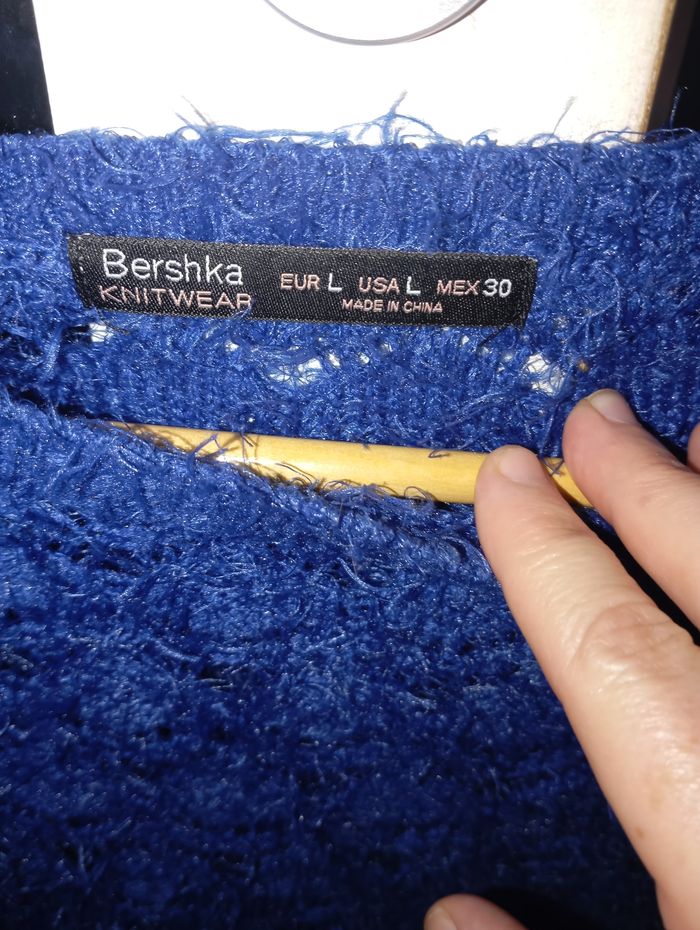 Bershka
KNITWEAR
EUR L USA L MEX 30
MADE IN CHINA